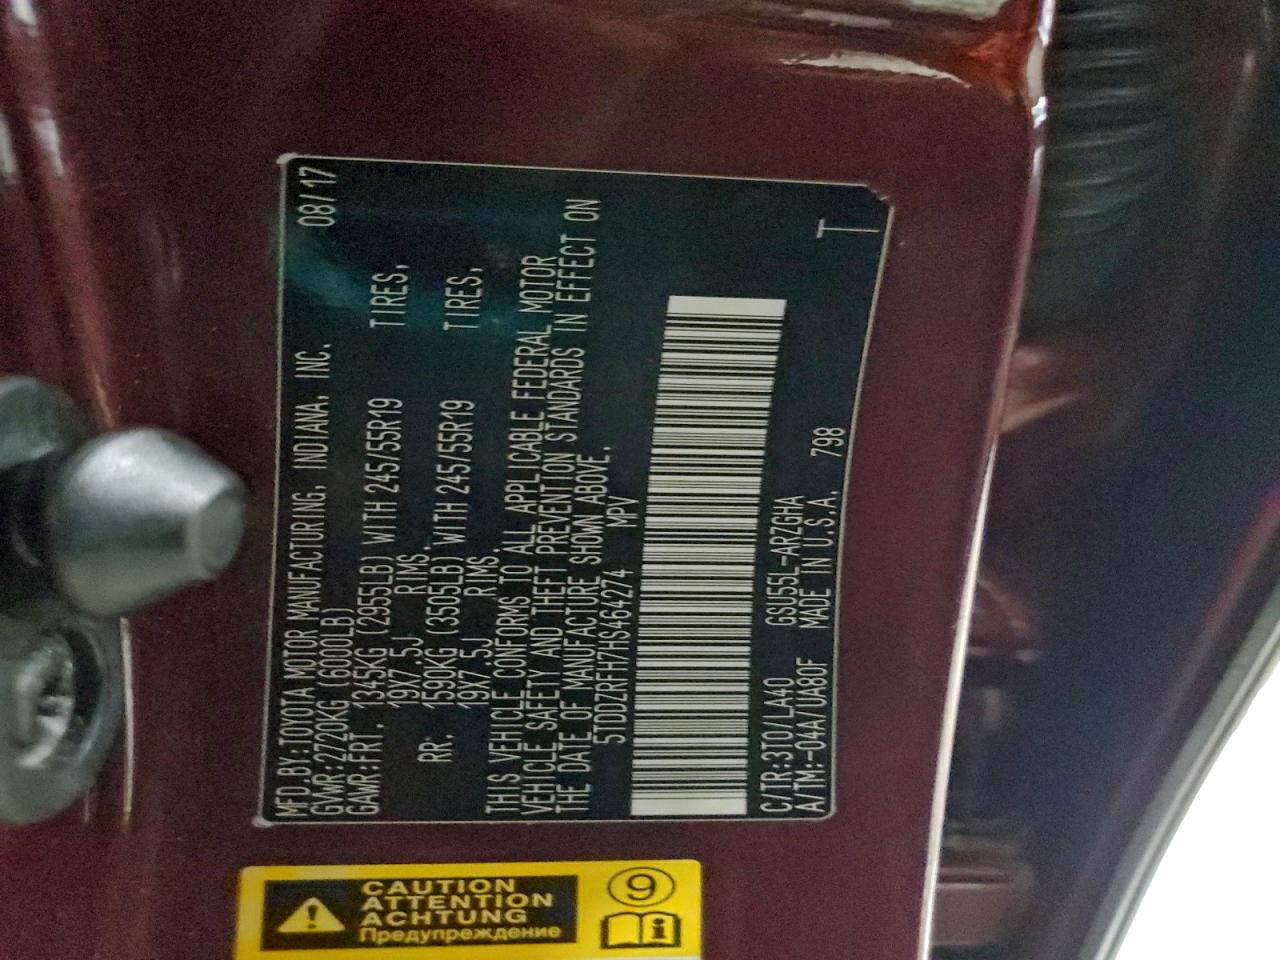 MFD.BY:TOYOTA MOTOR MANUFACTURING, INDIANA, INC. 08/17
GVWR:2720KG (6000LB)
GAWR:FRT. 1345KG (2955LB) WITH 245/55R19 TIRES,
19X7.5J RIMS,
RR: 1590KG (3505LB) WITH 245/55R19 TIRES,
19X7.5J RIMS.
THIS VEHICLE CONFORMS TO ALL APPLICABLE FEDERAL MOTOR
VEHICLE SAFETY AND THEFT PREVENTION STANDARDS IN EFFECT ON
THE DATE OF MANUFACTURE SHOWN ABOVE.
5TDDZRFH7HS464274 MPV
C/TR:3T0/LA40 GSU55L-ARZGHA
A/TM:-04A/UA80F MADE IN U.S.A. 798
T
CAUTION
ATTENTION
ACHTUNG
Предупреждение
9
i